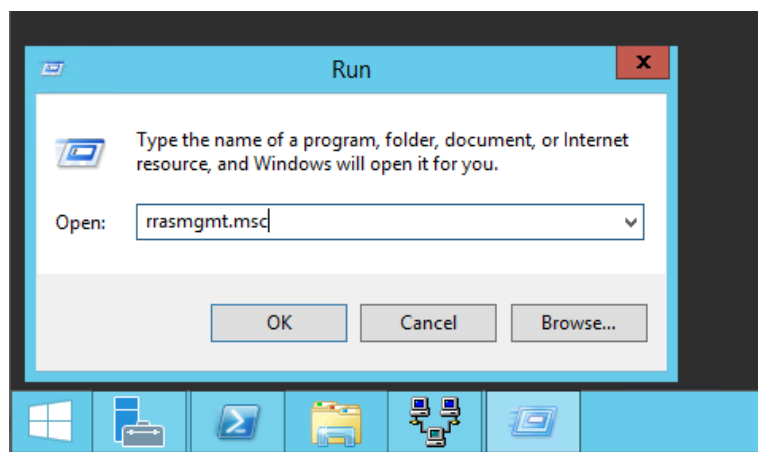 Run
x
Type the name of a program, folder, document, or Internet
resource, and Windows will open it for you.
Open: rrasmgmt.msc
OK Cancel Browse...